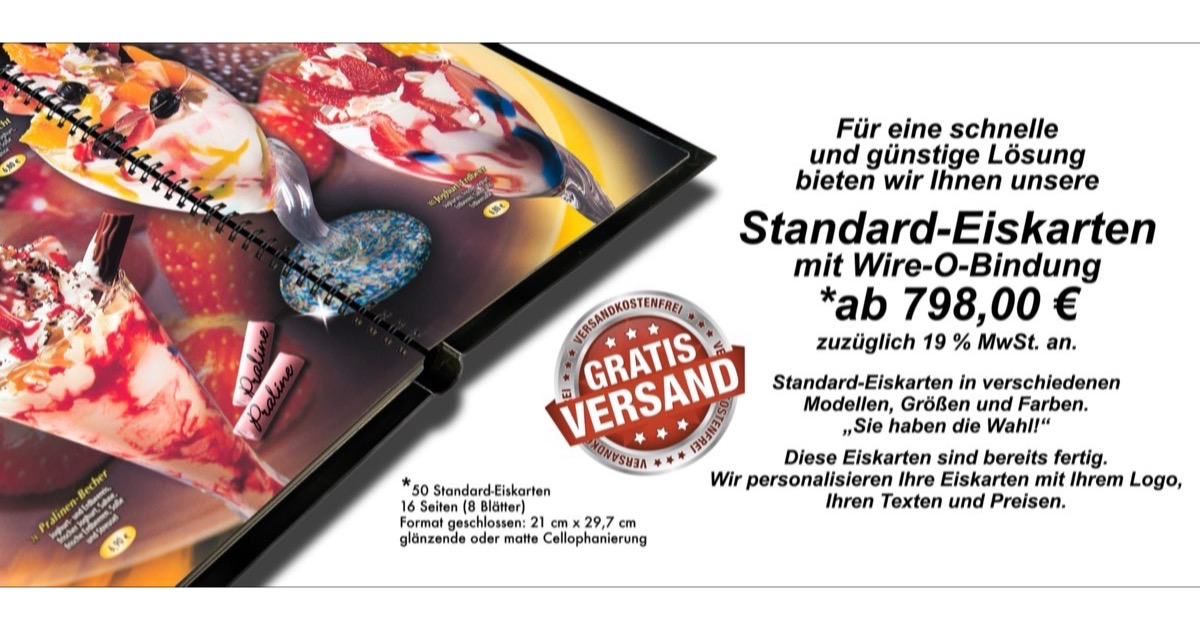 Für eine schnelle
und günstige Lösung
bieten wir Ihnen unsere
Standard-Eiskarten
mit Wire-O-Bindung
*ab 798,00 €
zuzüglich 19 % MwSt. an.
Standard-Eiskarten in verschiedenen
Modellen, Größen und Farben.
„Sie haben die Wahl!“
Diese Eiskarten sind bereits fertig.
Wir personalisieren Ihre Eiskarten mit Ihrem Logo,
Ihren Texten und Preisen.
VERSANDKOSTENFREI
GRATIS
VERSAND
*50 Standard-Eiskarten
16 Seiten (8 Blätter)
Format geschlossen: 21 cm x 29,7 cm
glänzende oder matte Cellophanierung
Praline
Praline
Pralinen-Becher
6,90 €